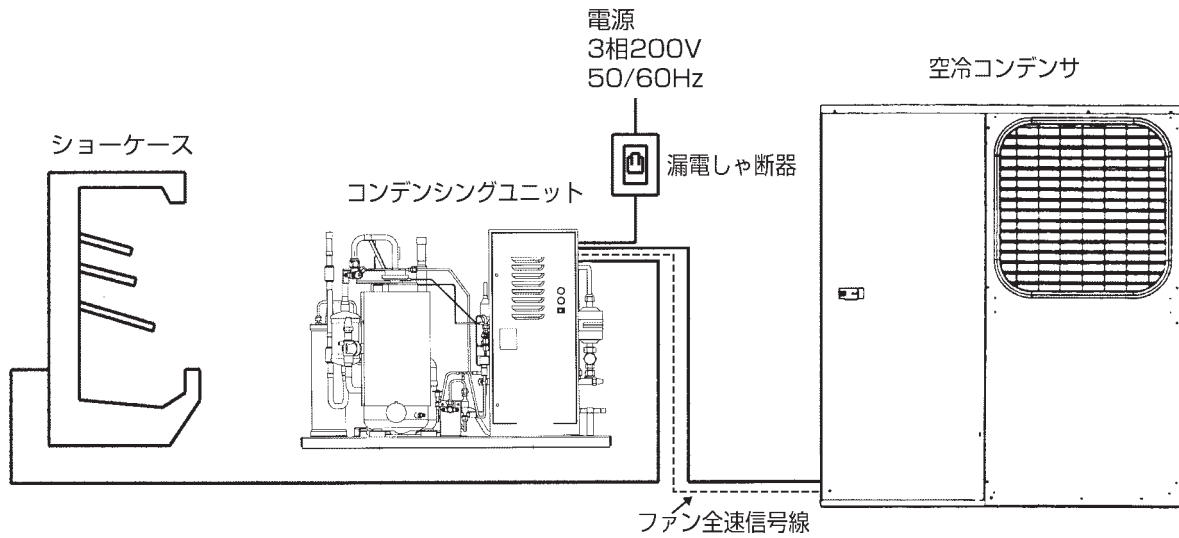 電源
3相200V
50/60Hz
空冷コンデンサ
ショーケース
漏電しゃ断器
コンデンシングユニット
ファン全速信号線